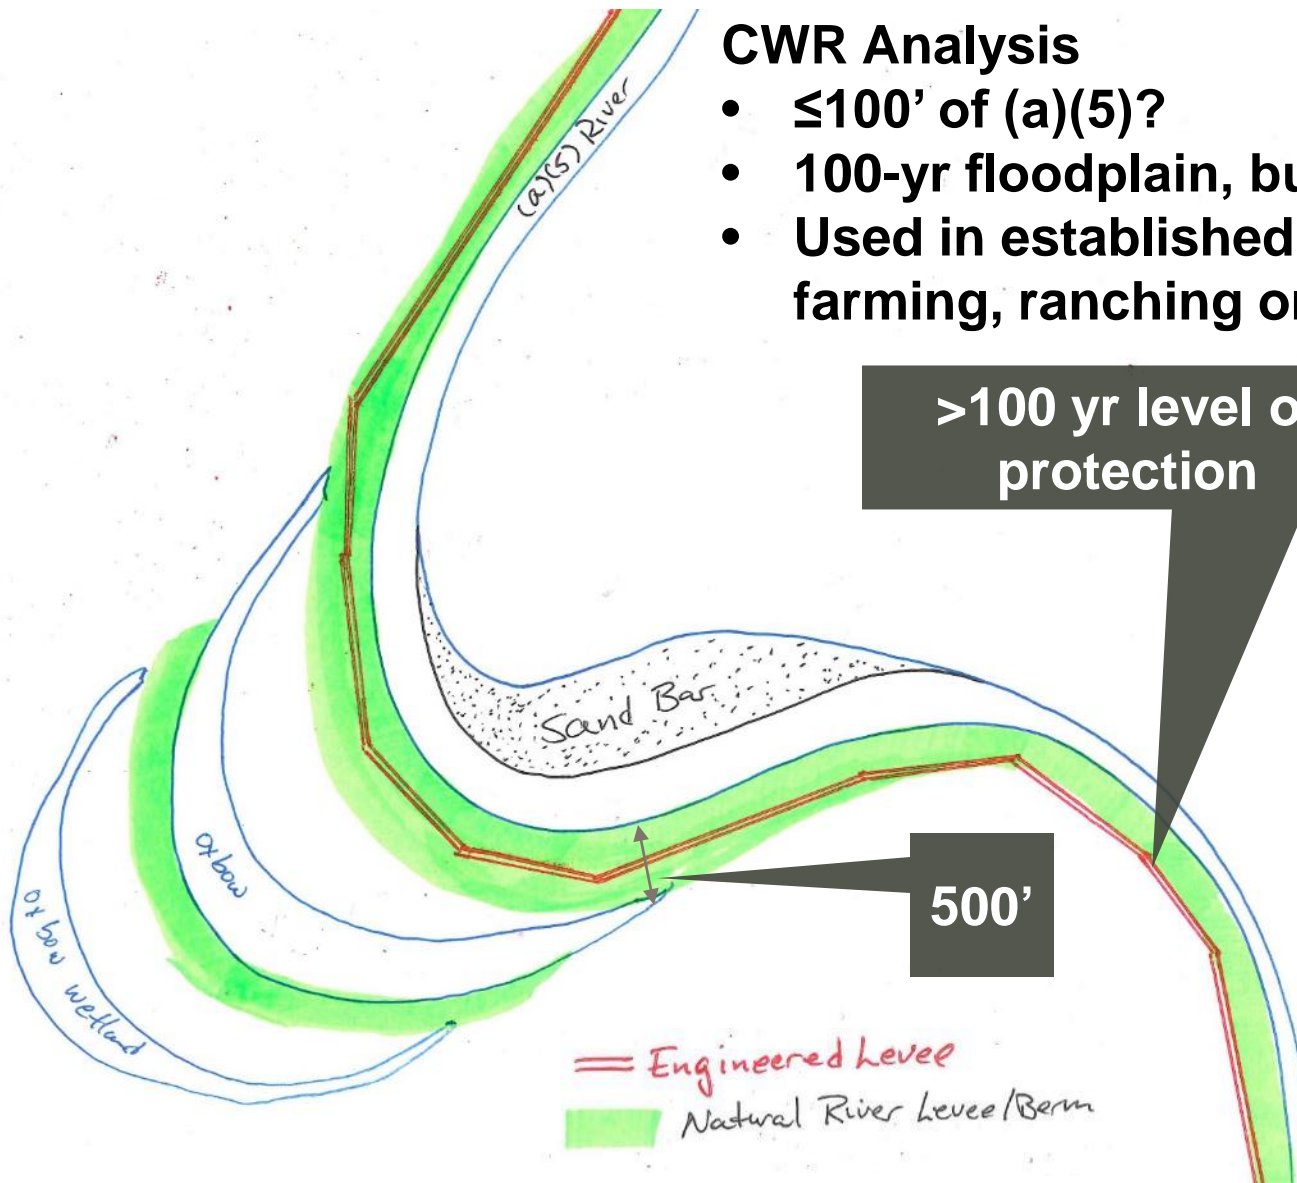 CWR Analysis
• ≤100’ of (a)(5)?
• 100-yr floodplain, bu
• Used in established
farming, ranching or
(a)(5) River
>100 yr level o
protection
Sand Bar
oxbow
500’
oxbow wetland
Engineered Levee
Natural River Levee/Berm